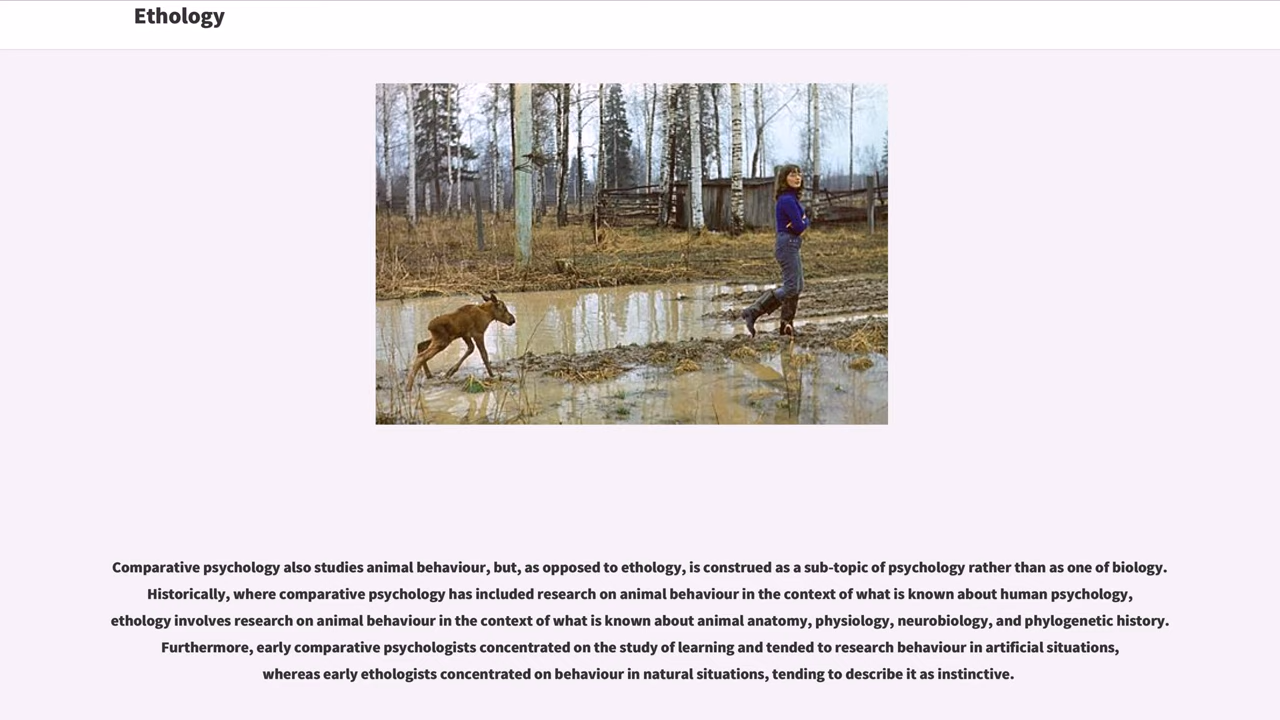 Ethology
Comparative psychology also studies animal behaviour, but, as opposed to ethology, is construed as a sub-topic of psychology rather than as one of biology.
Historically, where comparative psychology has included research on animal behaviour in the context of what is known about human psychology,
ethology involves research on animal behaviour in the context of what is known about animal anatomy, physiology, neurobiology, and phylogenetic history.
Furthermore, early comparative psychologists concentrated on the study of learning and tended to research behaviour in artificial situations,
whereas early ethologists concentrated on behaviour in natural situations, tending to describe it as instinctive.